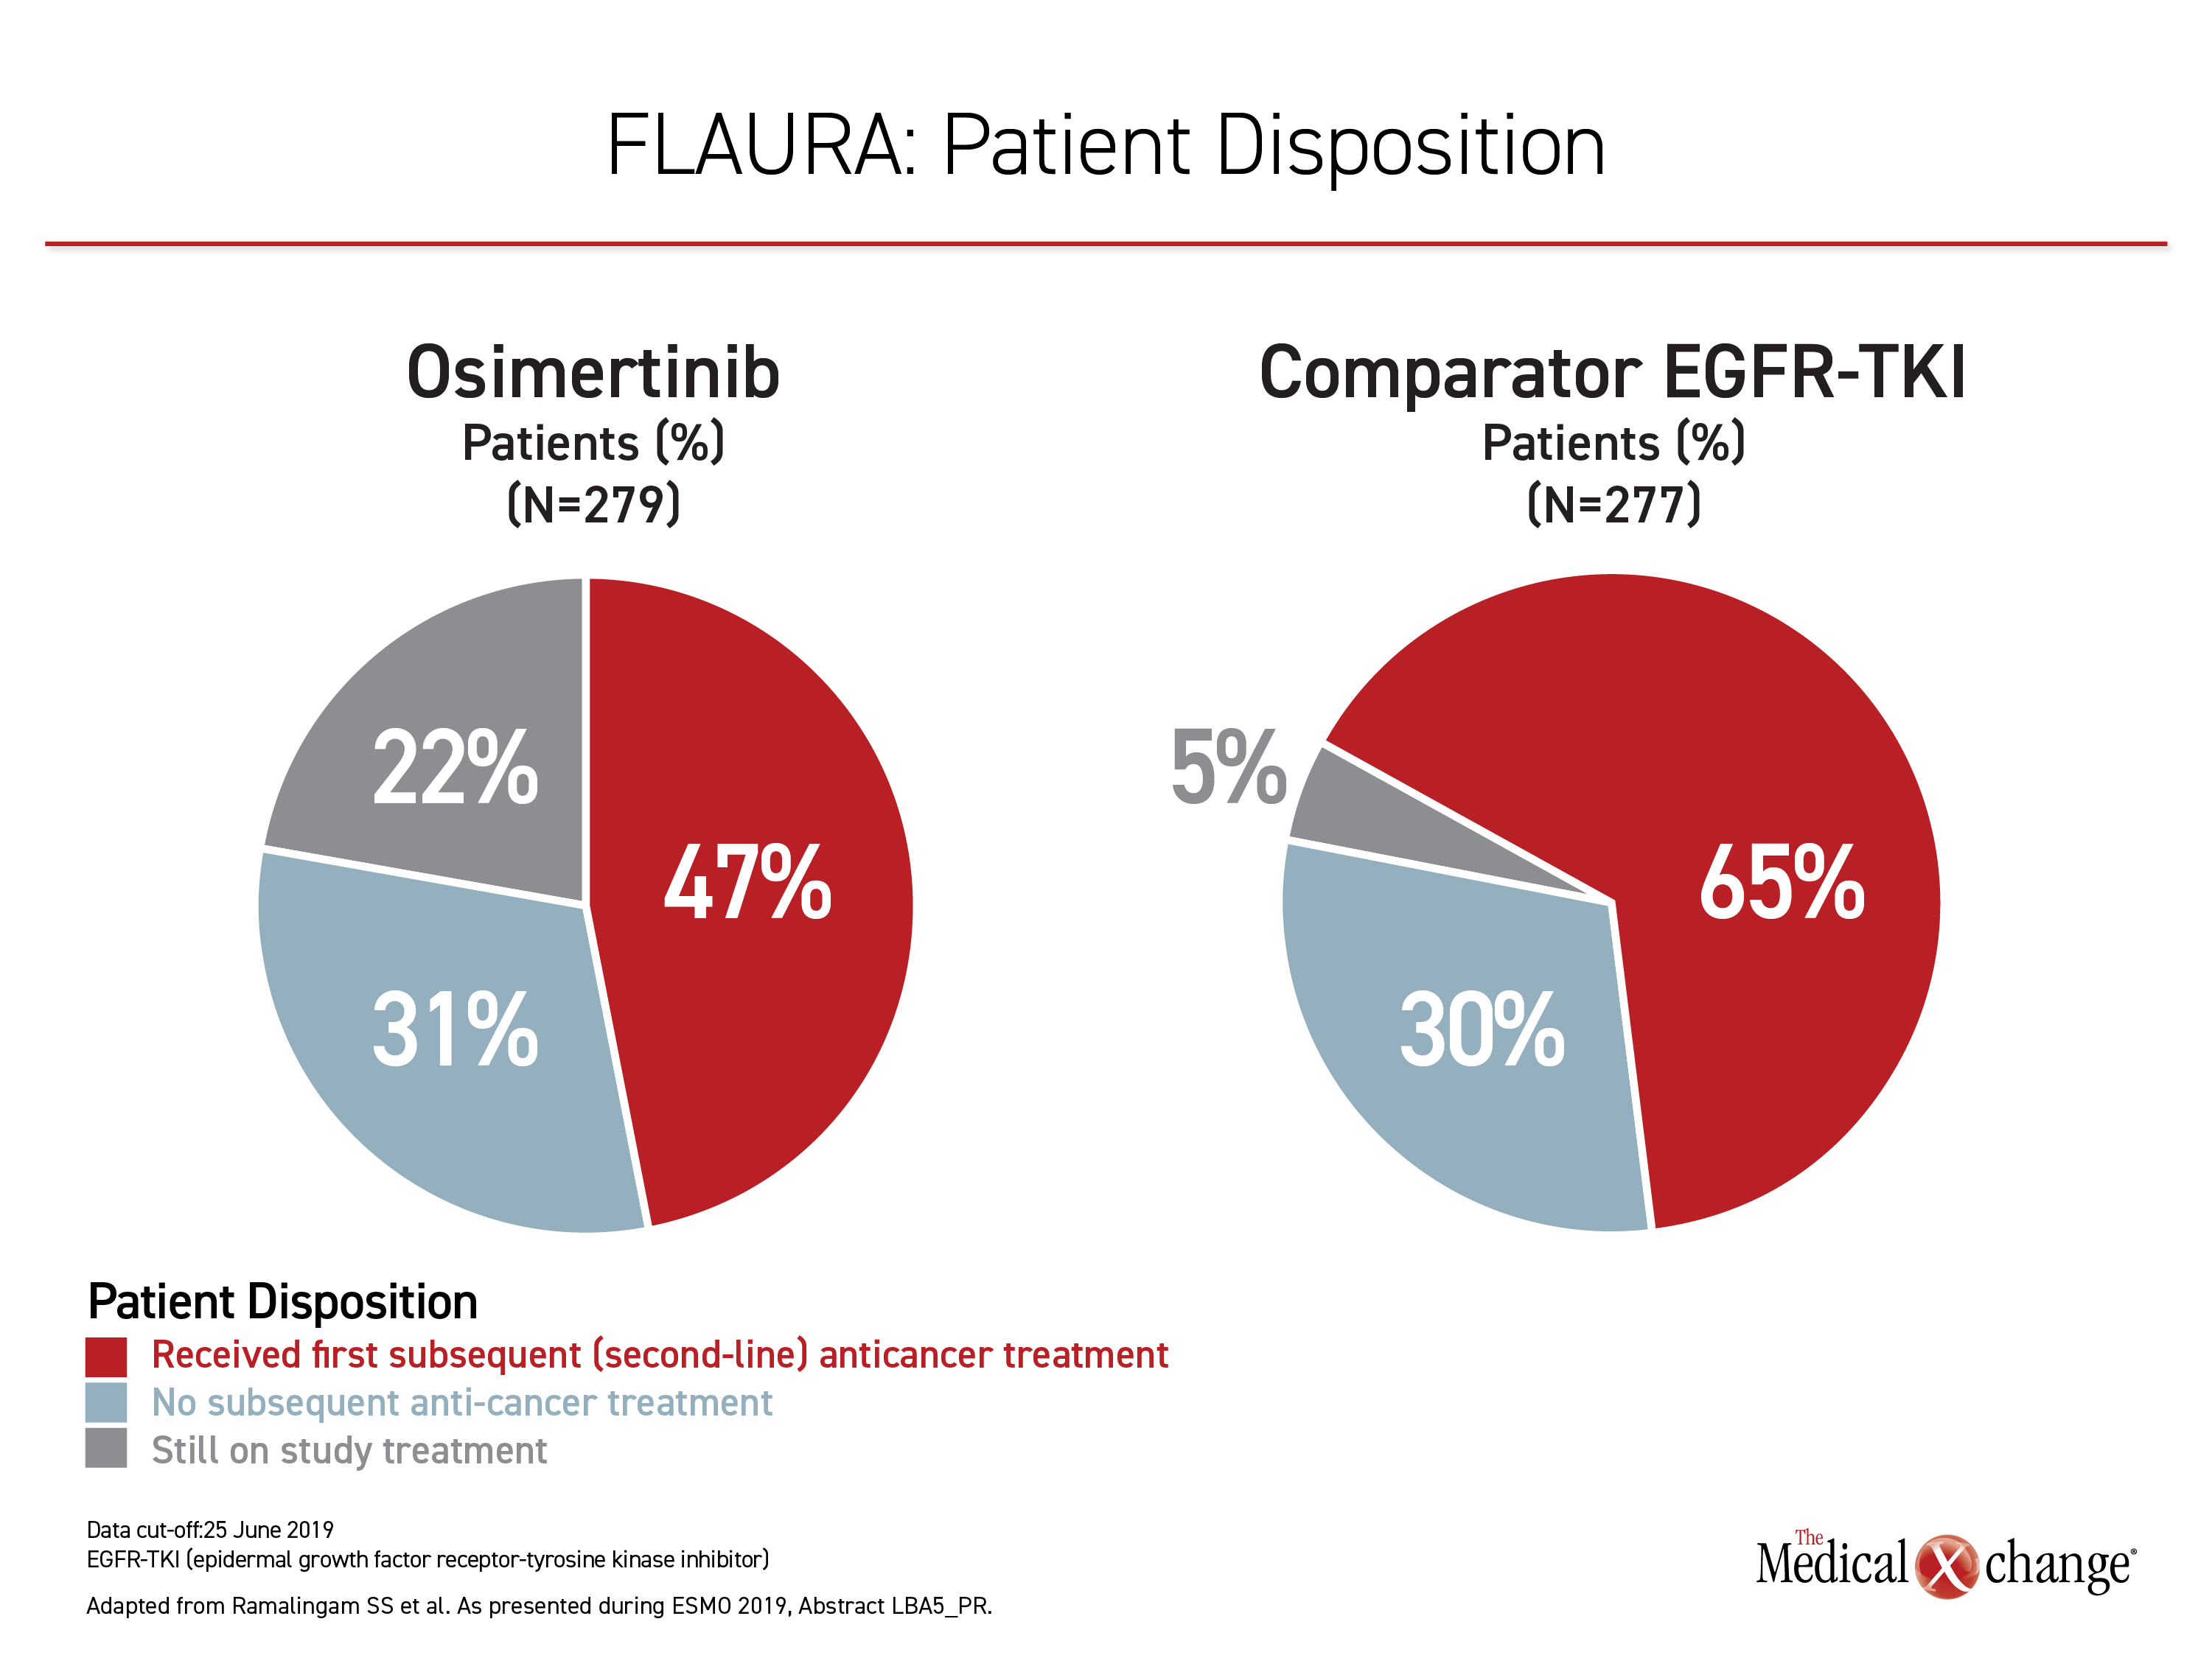 FLAURA: Patient Disposition
Osimertinib
Patients (%)
(N=279)
22%
47%
31%
Comparator EGFR-TKI
Patients (%)
(N=277)
5%
65%
30%
Patient Disposition
Received first subsequent (second-line) anticancer treatment
No subsequent anti-cancer treatment
Still on study treatment
Data cut-off:25 June 2019
EGFR-TKI (epidermal growth factor receptor-tyrosine kinase inhibitor)
Adapted from Ramalingam SS et al. As presented during ESMO 2019, Abstract LBA5_PR.
The
Medical X change®